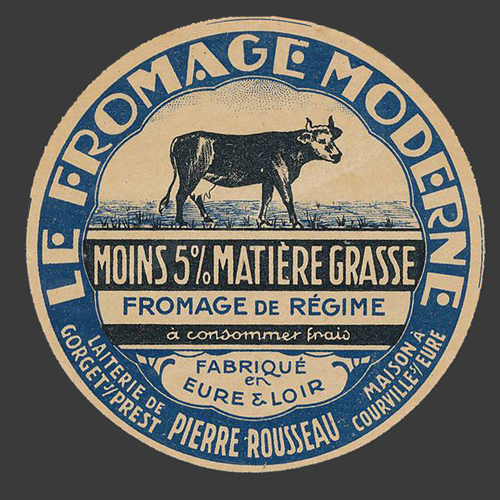 LE FROMAGE MODERNE
MOINS 5% MATIÈRE GRASSE
FROMAGE DE RÉGIME
à consommer frais
FABRIQUÉ
en
EURE & LOIR
LAITERIE DE
GORGET S/PREST
PIERRE ROUSSEAU
MAISON À
COURVILLE S/EURE